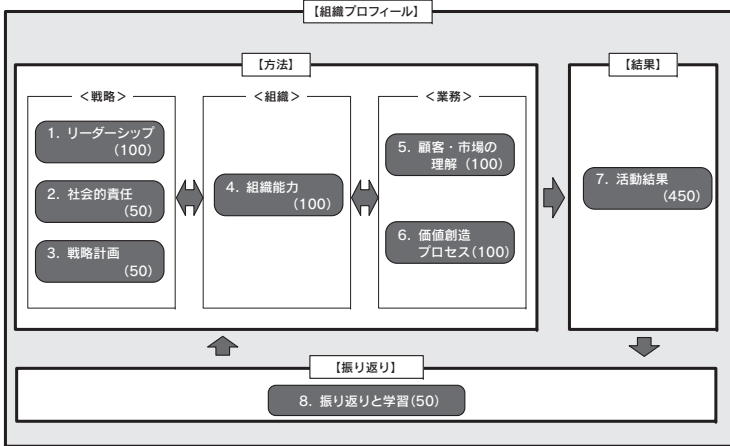 【組織プロフィール】
【方法】
【結果】
＜戦略＞
＜組織＞
＜業務＞
1. リーダーシップ
(100)
2. 社会的責任
(50)
3. 戦略計画
(50)
4. 組織能力
(100)
5. 顧客・市場の
理解 (100)
6. 価値創造
プロセス(100)
7. 活動結果
(450)
【振り返り】
8. 振り返りと学習(50)